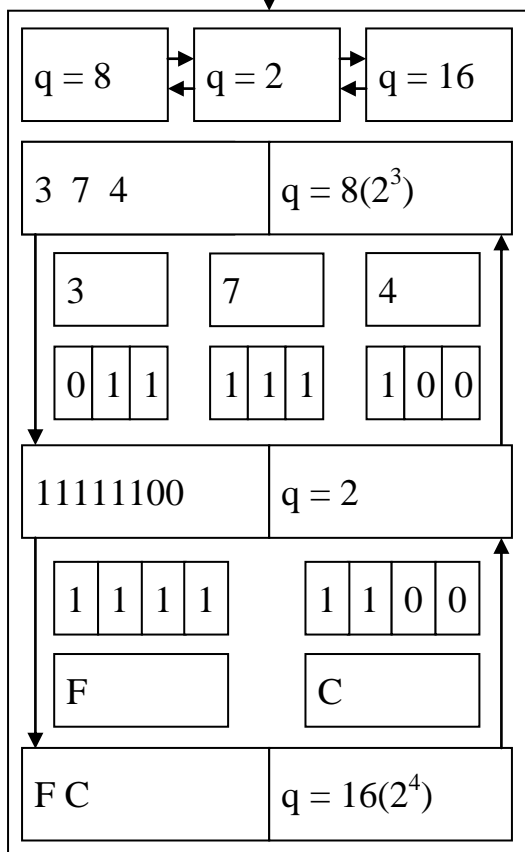 q = 8 q = 2 q = 16
3 7 4 q = 8(2³)
3 7 4
0 1 1 1 1 1 1 0 0
11111100 q = 2
1 1 1 1 1 1 0 0
F C
F C q = 16(2⁴)